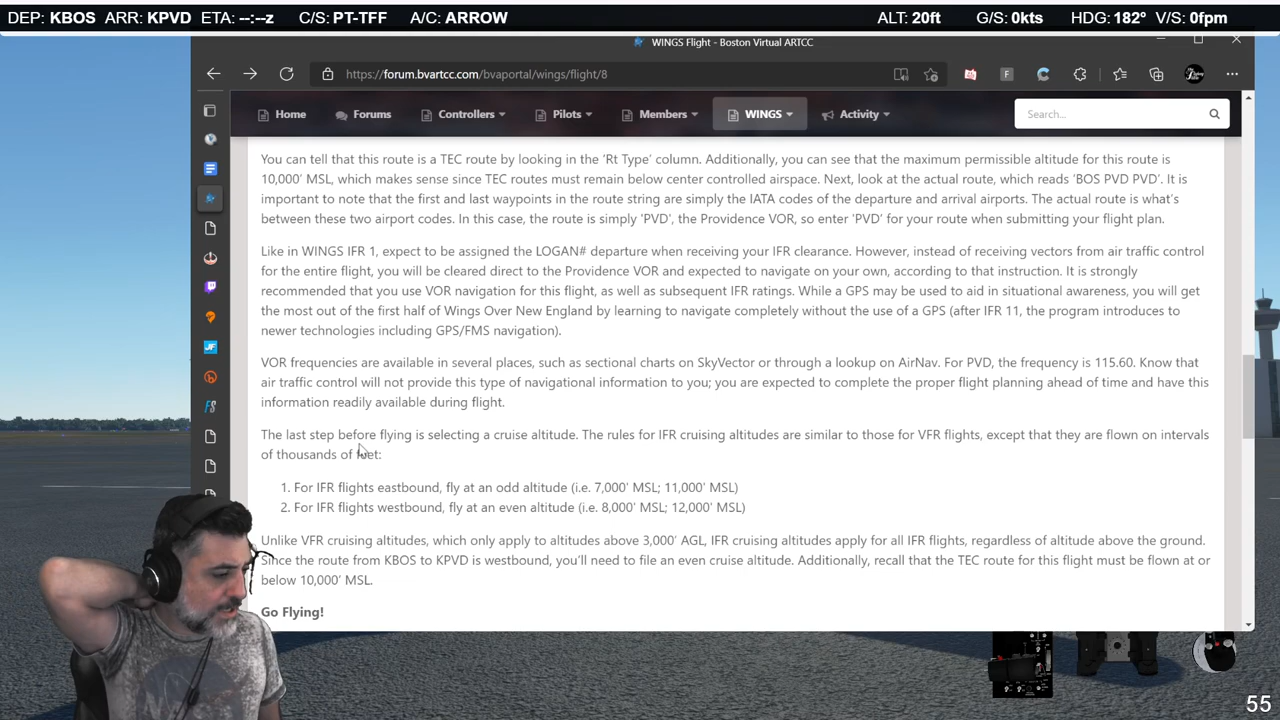 DEP: KBOS ARR: KPVD ETA: --:--z C/S: PT-TFF A/C: ARROW ALT: 20ft G/S: 0kts HDG: 182° V/S: 0fpm
WINGS Flight - Boston Virtual ARTCC
https://forum.bvartcc.com/bvaportal/wings/flight/8
Home Forums Controllers Pilots Members WINGS Activity Search...
You can tell that this route is a TEC route by looking in the 'Rt Type' column. Additionally, you can see that the maximum permissible altitude for this route is
10,000' MSL, which makes sense since TEC routes must remain below center controlled airspace. Next, look at the actual route, which reads 'BOS PVD PVD'. It is
important to note that the first and last waypoints in the route string are simply the IATA codes of the departure and arrival airports. The actual route is what's
between these two airport codes. In this case, the route is simply 'PVD', the Providence VOR, so enter 'PVD' for your route when submitting your flight plan.
Like in WINGS IFR 1, expect to be assigned the LOGAN# departure when receiving your IFR clearance. However, instead of receiving vectors from air traffic control
for the entire flight, you will be cleared direct to the Providence VOR and expected to navigate on your own, according to that instruction. It is strongly
recommended that you use VOR navigation for this flight, as well as subsequent IFR ratings. While a GPS may be used to aid in situational awareness, you will get
the most out of the first half of Wings Over New England by learning to navigate completely without the use of a GPS (after IFR 11, the program introduces to
newer technologies including GPS/FMS navigation).
VOR frequencies are available in several places, such as sectional charts on SkyVector or through a lookup on AirNav. For PVD, the frequency is 115.60. Know that
air traffic control will not provide this type of navigational information to you; you are expected to complete the proper flight planning ahead of time and have this
information readily available during flight.
The last step before flying is selecting a cruise altitude. The rules for IFR cruising altitudes are similar to those for VFR flights, except that they are flown on intervals
of thousands of feet:
1. For IFR flights eastbound, fly at an odd altitude (i.e. 7,000' MSL; 11,000' MSL)
2. For IFR flights westbound, fly at an even altitude (i.e. 8,000' MSL; 12,000' MSL)
Unlike VFR cruising altitudes, which only apply to altitudes above 3,000' AGL, IFR cruising altitudes apply for all IFR flights, regardless of altitude above the ground.
Since the route from KBOS to KPVD is westbound, you'll need to file an even cruise altitude. Additionally, recall that the TEC route for this flight must be flown at or
below 10,000' MSL.
Go Flying!
55